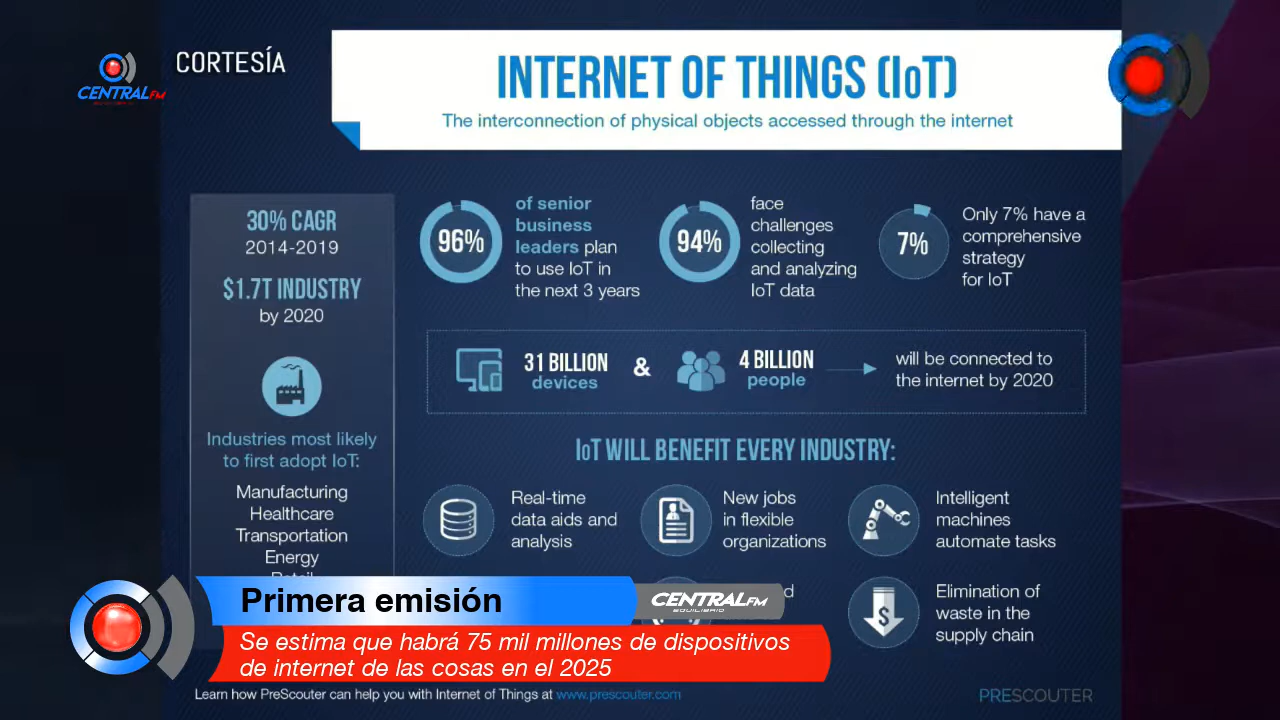 CENTRAL FM
CORTESÍA
INTERNET OF THINGS (IoT)
The interconnection of physical objects accessed through the internet
30% CAGR
2014-2019
$1.7T INDUSTRY
by 2020
Industries most likely
to first adopt IoT:
Manufacturing
Healthcare
Transportation
Energy
96%
of senior
business
leaders plan
to use IoT in
the next 3 years
94%
face
challenges
collecting
and analyzing
IoT data
7%
Only 7% have a
comprehensive
strategy
for IoT
31 BILLION
devices
&
4 BILLION
people
will be connected to
the internet by 2020
IoT WILL BENEFIT EVERY INDUSTRY:
Real-time
data aids and
analysis
New jobs
in flexible
organizations
Intelligent
machines
automate tasks
$
Elimination of
waste in the
supply chain
Primera emisión
CENTRAL FM
EQUILIBRIO
Se estima que habrá 75 mil millones de dispositivos
de internet de las cosas en el 2025
Learn how PreScouter can help you with Internet of Things at www.prescouter.com
PRESCOUTER